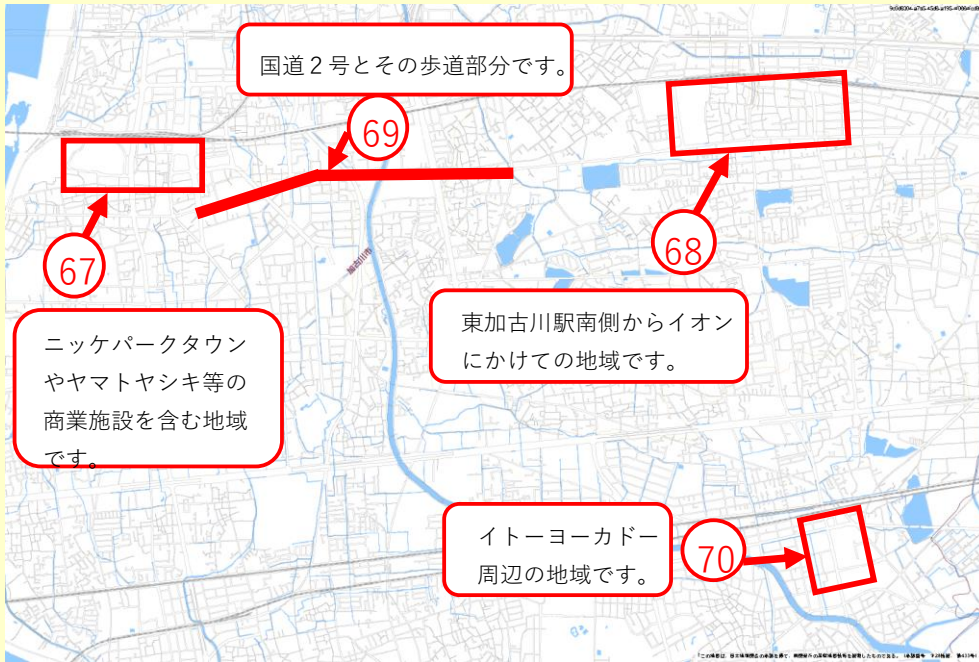 国道２号とその歩道部分です。
69
67
68
ニッケパークタウン
やヤマトヤシキ等の
商業施設を含む地域
です。
東加古川駅南側からイオン
にかけての地域です。
加古川市
イトーヨーカドー
周辺の地域です。
70